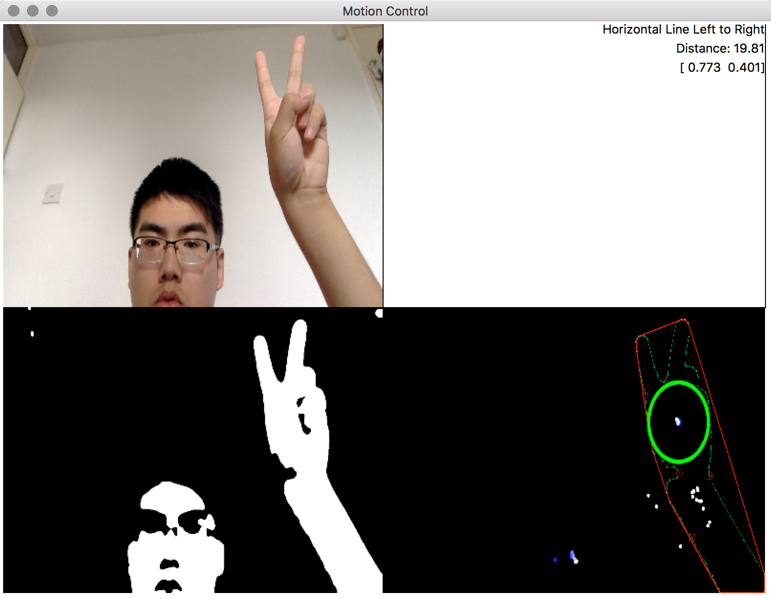 Motion Control
Horizontal Line Left to Right
Distance: 19.81
[ 0.773  0.401]